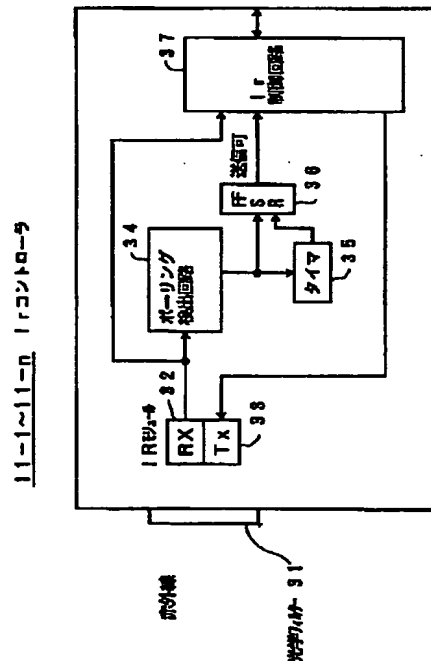 11-1~11-n Irコントローラ
赤外線
光学フィルター 31
IRモジュール
32
RX
Tx
33
ポーリング
検出回路
34
タイマ
35
FF
S
R
36
送信可
Ir
制御回路
37